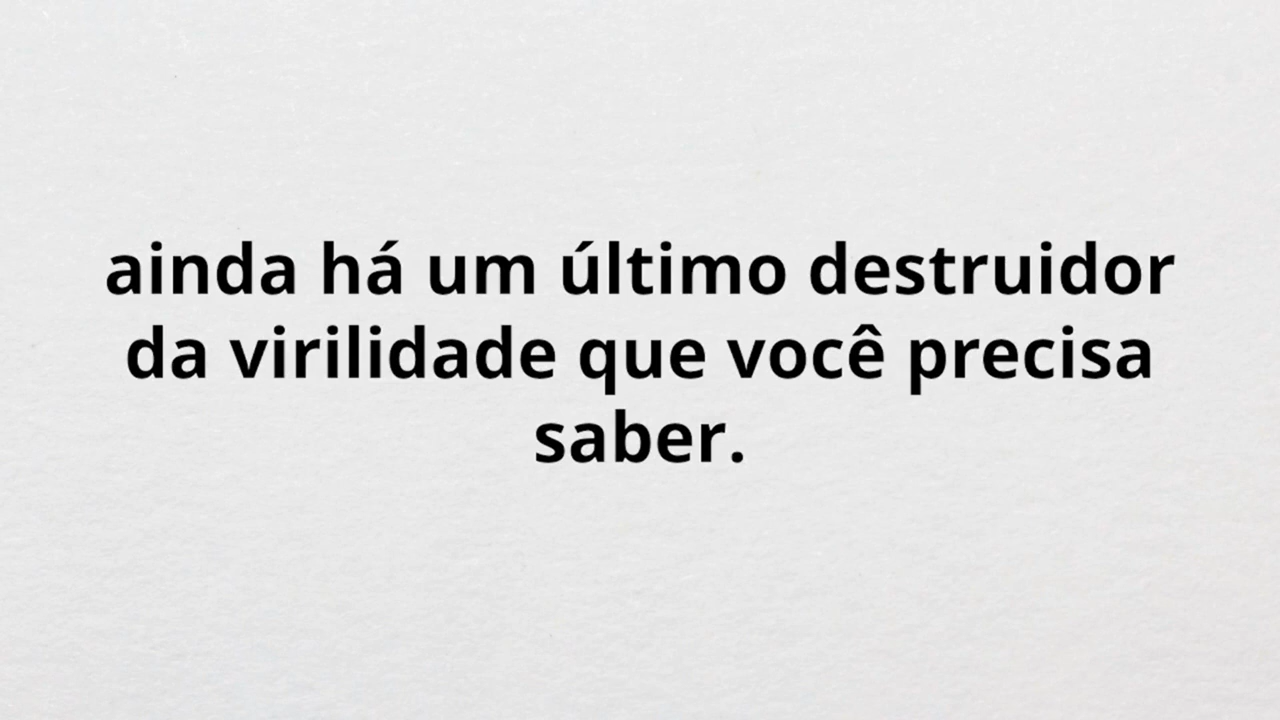 ainda há um último destruidor
da virilidade que você precisa
saber.